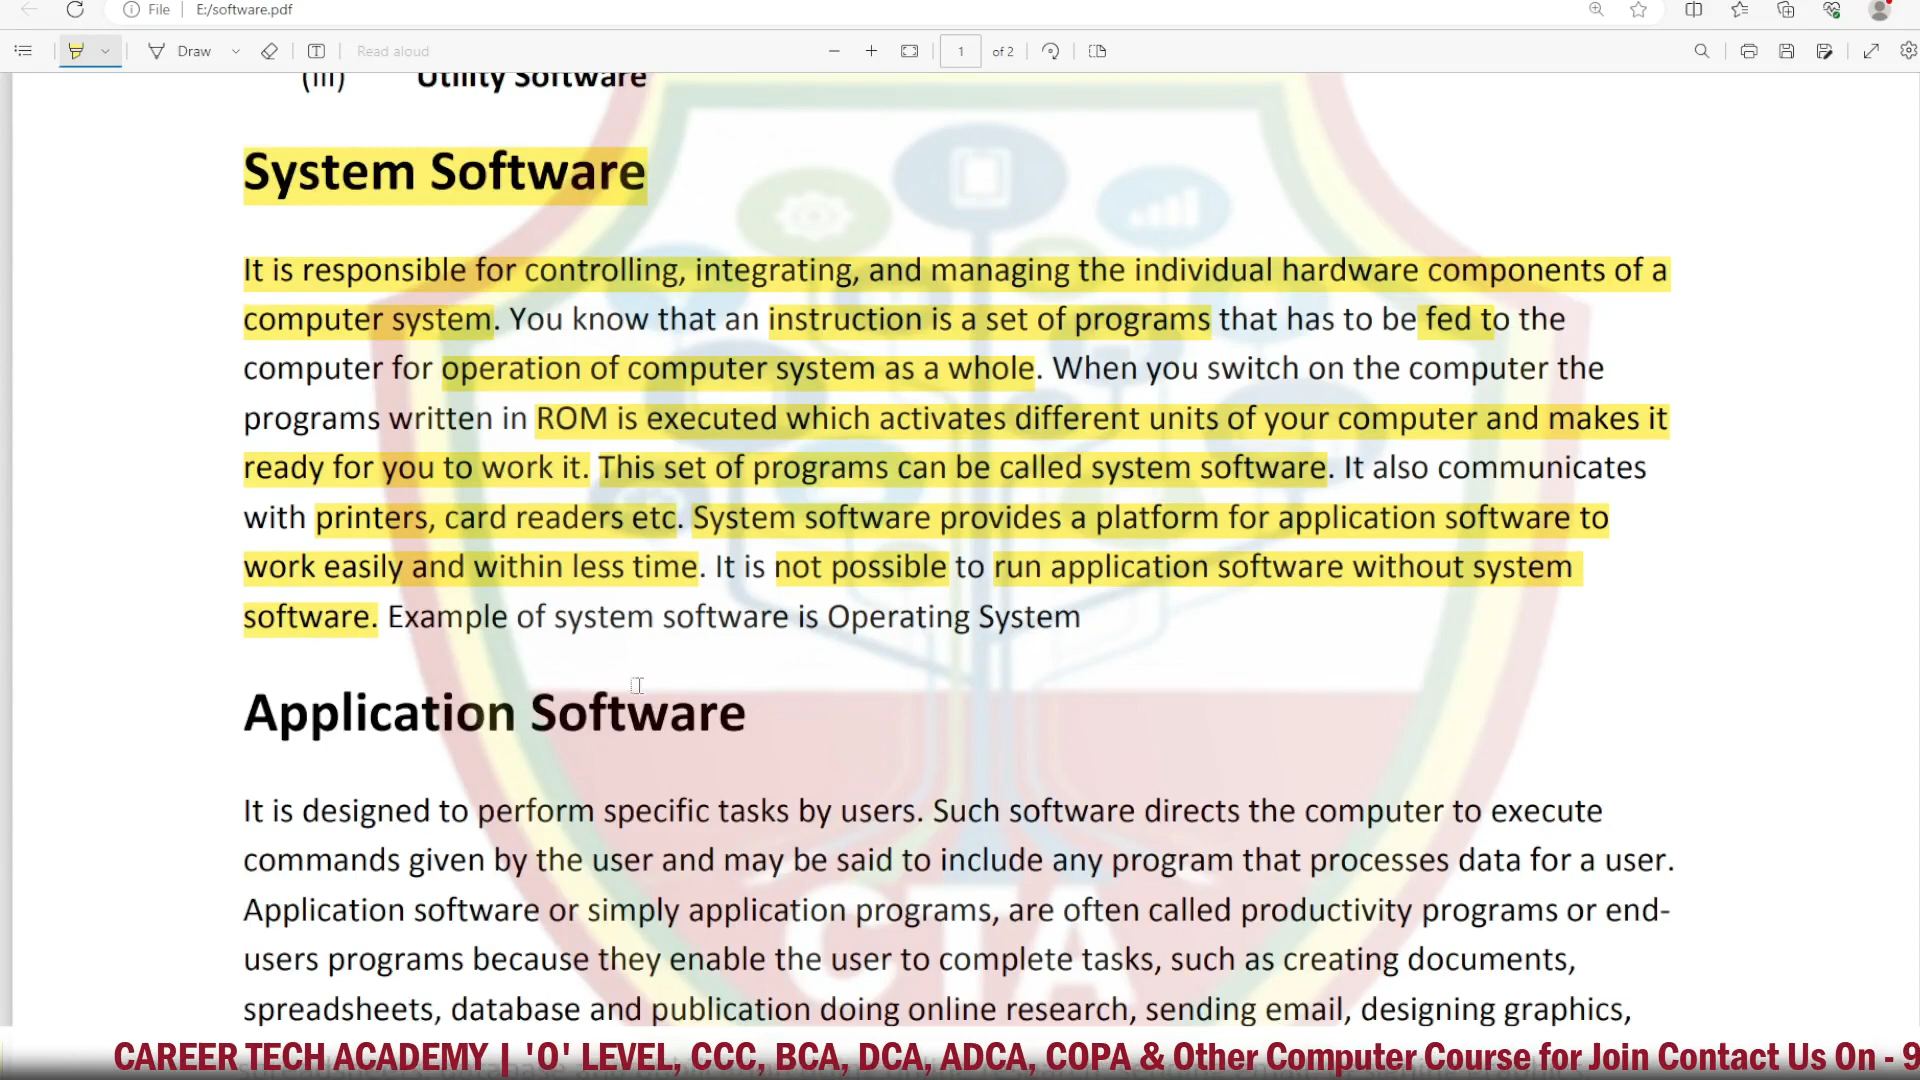 File E:/software.pdf
Draw Read aloud 1 of 2
(iii) Utility Software
System Software
It is responsible for controlling, integrating, and managing the individual hardware components of a
computer system. You know that an instruction is a set of programs that has to be fed to the
computer for operation of computer system as a whole. When you switch on the computer the
programs written in ROM is executed which activates different units of your computer and makes it
ready for you to work it. This set of programs can be called system software. It also communicates
with printers, card readers etc. System software provides a platform for application software to
work easily and within less time. It is not possible to run application software without system
software. Example of system software is Operating System
Application Software
It is designed to perform specific tasks by users. Such software directs the computer to execute
commands given by the user and may be said to include any program that processes data for a user.
Application software or simply application programs, are often called productivity programs or end-
users programs because they enable the user to complete tasks, such as creating documents,
spreadsheets, database and publication doing online research, sending email, designing graphics,
CTA
CAREER TECH ACADEMY | 'O' LEVEL, CCC, BCA, DCA, ADCA, COPA & Other Computer Course for Join Contact Us On - 9